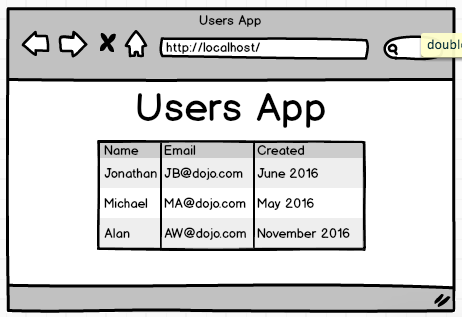 Users App
http://localhost/
double
Users App
Name Email Created
Jonathan JB@dojo.com June 2016
Michael MA@dojo.com May 2016
Alan AW@dojo.com November 2016